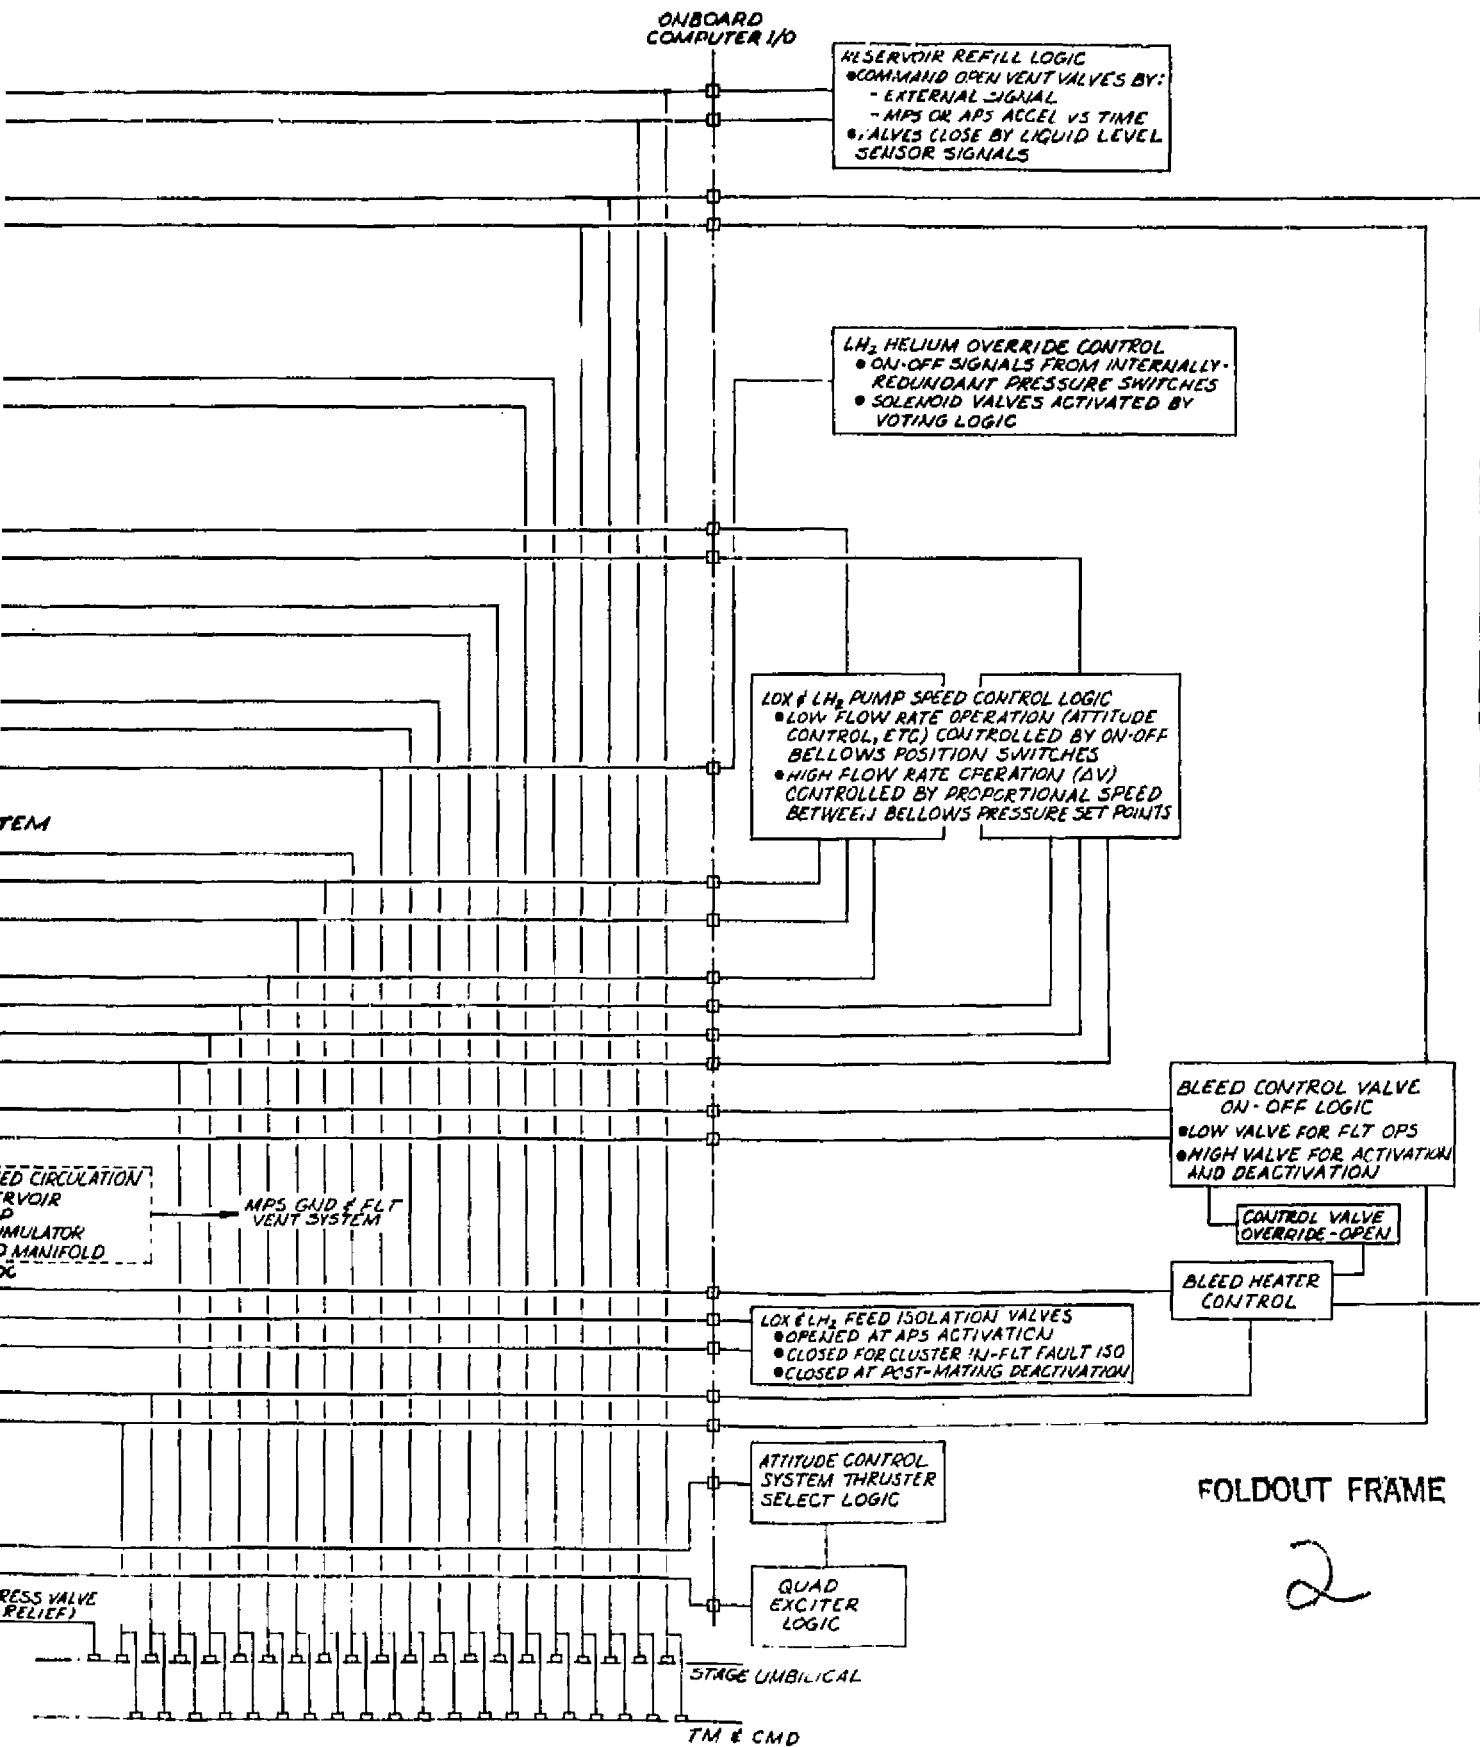 ONBOARD
COMPUTER I/O
RESERVOIR REFILL LOGIC
•COMMAND OPEN VENT VALVES BY:
- EXTERNAL SIGNAL
- MPS OR APS ACCEL VS TIME
•VALVES CLOSE BY LIQUID LEVEL
SENSOR SIGNALS
LH₂ HELIUM OVERRIDE CONTROL
• ON-OFF SIGNALS FROM INTERNALLY-
REDUNDANT PRESSURE SWITCHES
• SOLENOID VALVES ACTIVATED BY
VOTING LOGIC
LOX & LH₂ PUMP SPEED CONTROL LOGIC
•LOW FLOW RATE OPERATION (ATTITUDE
CONTROL, ETC) CONTROLLED BY ON-OFF
BELLOWS POSITION SWITCHES
•HIGH FLOW RATE OPERATION (ΔV)
CONTROLLED BY PROPORTIONAL SPEED
BETWEEN BELLOWS PRESSURE SET POINTS
TEM
BLEED CONTROL VALVE
ON-OFF LOGIC
•LOW VALVE FOR FLT OPS
•HIGH VALVE FOR ACTIVATION
AND DEACTIVATION
ED CIRCULATION
ERVOIR
P
UMULATOR
D MANIFOLD
MPS GND & FLT
VENT SYSTEM
CONTROL VALVE
OVERRIDE-OPEN
BLEED HEATER
CONTROL
LOX & LH₂ FEED ISOLATION VALVES
•OPENED AT APS ACTIVATION
•CLOSED FOR CLUSTER IN-FLT FAULT ISO
•CLOSED AT POST-MATING DEACTIVATION
ATTITUDE CONTROL
SYSTEM THRUSTER
SELECT LOGIC
FOLDOUT FRAME
2
QUAD
EXCITER
LOGIC
RESS VALVE
RELIEF)
STAGE UMBILICAL
TM & CMD